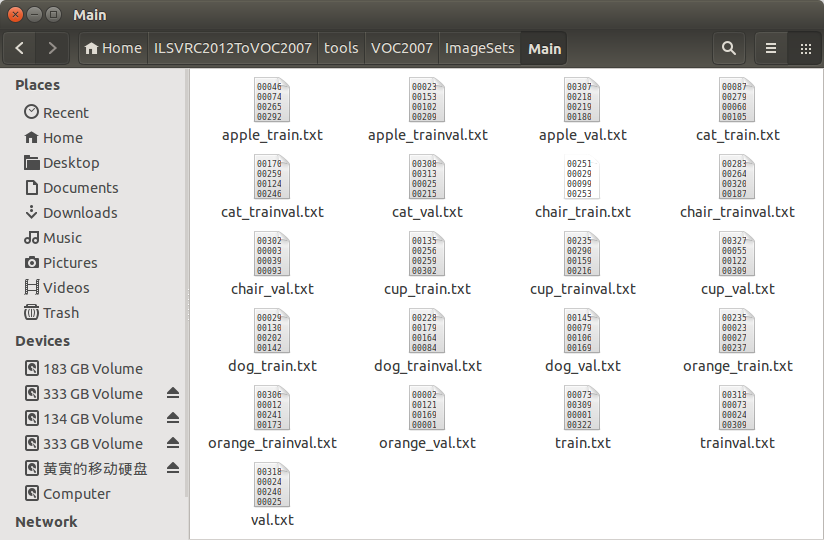 Main
Home ILSVRC2012ToVOC2007 tools VOC2007 ImageSets Main
Places
Recent
Home
Desktop
Documents
Downloads
Music
Pictures
Videos
Trash
Devices
183 GB Volume
333 GB Volume
134 GB Volume
333 GB Volume
黄寅的移动硬盘
Computer
Network
00046 00023 00307 00087
00074 00153 00218 00279
00265 00102 00219 00060
00292 00209 00180 00105
apple_train.txt apple_trainval.txt apple_val.txt cat_train.txt
00170 00308 00251 00283
00259 00313 00029 00264
00124 00025 00099 00320
00246 00215 00253 00187
cat_trainval.txt cat_val.txt chair_train.txt chair_trainval.txt
00302 00135 00235 00327
00003 00256 00290 00055
00039 00259 00159 00122
00093 00302 00216 00309
chair_val.txt cup_train.txt cup_trainval.txt cup_val.txt
00029 00228 00145 00235
00130 00179 00079 00023
00202 00164 00106 00027
00142 00084 00169 00237
dog_train.txt dog_trainval.txt dog_val.txt orange_train.txt
00306 00002 00073 00318
00012 00121 00309 00073
00241 00169 00001 00024
00173 00001 00322 00309
orange_trainval.txt orange_val.txt train.txt trainval.txt
00318
00024
00240
00025
val.txt